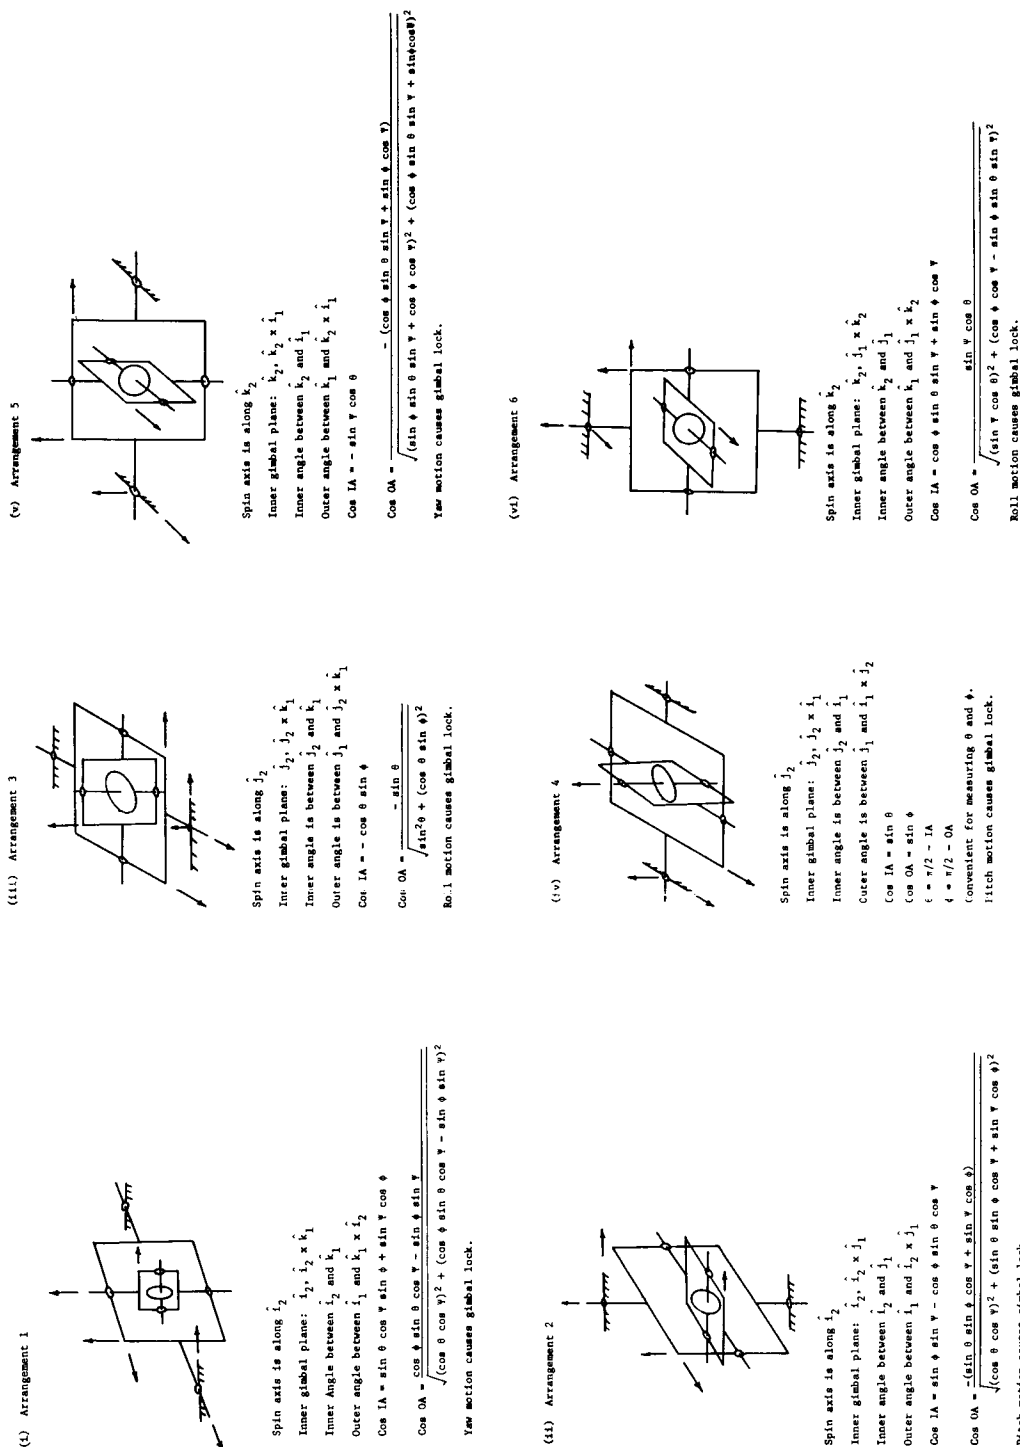 (i) Arrangement 1
Spin axis is along î₂
Inner gimbal plane: î₂, î₂ x k̂₁
Inner Angle between î₂ and k̂₁
Outer angle between î₁ and k̂₁ x î₂
Cos IA = sin θ cos Ψ sin φ + sin Ψ cos φ
Cos OA = cos φ sin θ cos Ψ - sin φ sin Ψ
√(cos θ cos Ψ)² + (cos φ sin θ cos Ψ - sin φ sin Ψ)²
Yaw motion causes gimbal lock.
(ii) Arrangement 2
Spin axis is along î₂
Inner gimbal plane: î₂, î₂ x ĵ₁
Inner angle between î₂ and ĵ₁
Outer angle between î₁ and î₂ x ĵ₁
Cos IA = sin φ sin Ψ - cos φ sin θ cos Ψ
Cos OA = -(sin θ sin φ cos Ψ + sin Ψ cos φ)
√(cos θ cos Ψ)² + (sin θ sin φ cos Ψ + sin Ψ cos φ)²
Pitch motion causes gimbal lock.
(iii) Arrangement 3
Spin axis is along ĵ₂
Inner gimbal plane: ĵ₂, ĵ₂ x k̂₁
Inner angle is between ĵ₂ and k̂₁
Outer angle is between ĵ₁ and ĵ₂ x k̂₁
Cos IA = - cos θ sin φ
Cos OA = - sin θ
√sin²θ + (cos θ sin φ)²
Roll motion causes gimbal lock.
(iv) Arrangement 4
Spin axis is along ĵ₂
Inner gimbal plane: ĵ₂, ĵ₂ x î₁
Inner angle is between ĵ₂ and î₁
Outer angle is between ĵ₁ and î₁ x ĵ₂
Cos IA = sin θ
Cos OA = sin φ
θ = π/2 - IA
φ = π/2 - OA
Convenient for measuring θ and φ.
Pitch motion causes gimbal lock.
(v) Arrangement 5
Spin axis is along k̂₂
Inner gimbal plane: k̂₂, k̂₂ x î₁
Inner angle between k̂₂ and î₁
Outer angle between k̂₁ and k̂₂ x î₁
Cos IA = - sin Ψ cos θ
Cos OA = - (cos φ sin θ sin Ψ + sin φ cos Ψ)
√(sin φ sin θ sin Ψ + cos φ cos Ψ)² + (cos φ sin θ sin Ψ + sinφcosΨ)²
Yaw motion causes gimbal lock.
(vi) Arrangement 6
Spin axis is along k̂₂
Inner gimbal plane: k̂₂, ĵ₁ x k̂₂
Inner angle between k̂₂ and ĵ₁
Outer angle between k̂₁ and ĵ₁ x k̂₂
Cos IA = cos φ sin θ sin Ψ + sin φ cos Ψ
Cos OA = sin Ψ cos θ
√(sin Ψ cos θ)² + (cos φ cos Ψ - sin φ sin θ sin Ψ)²
Roll motion causes gimbal lock.